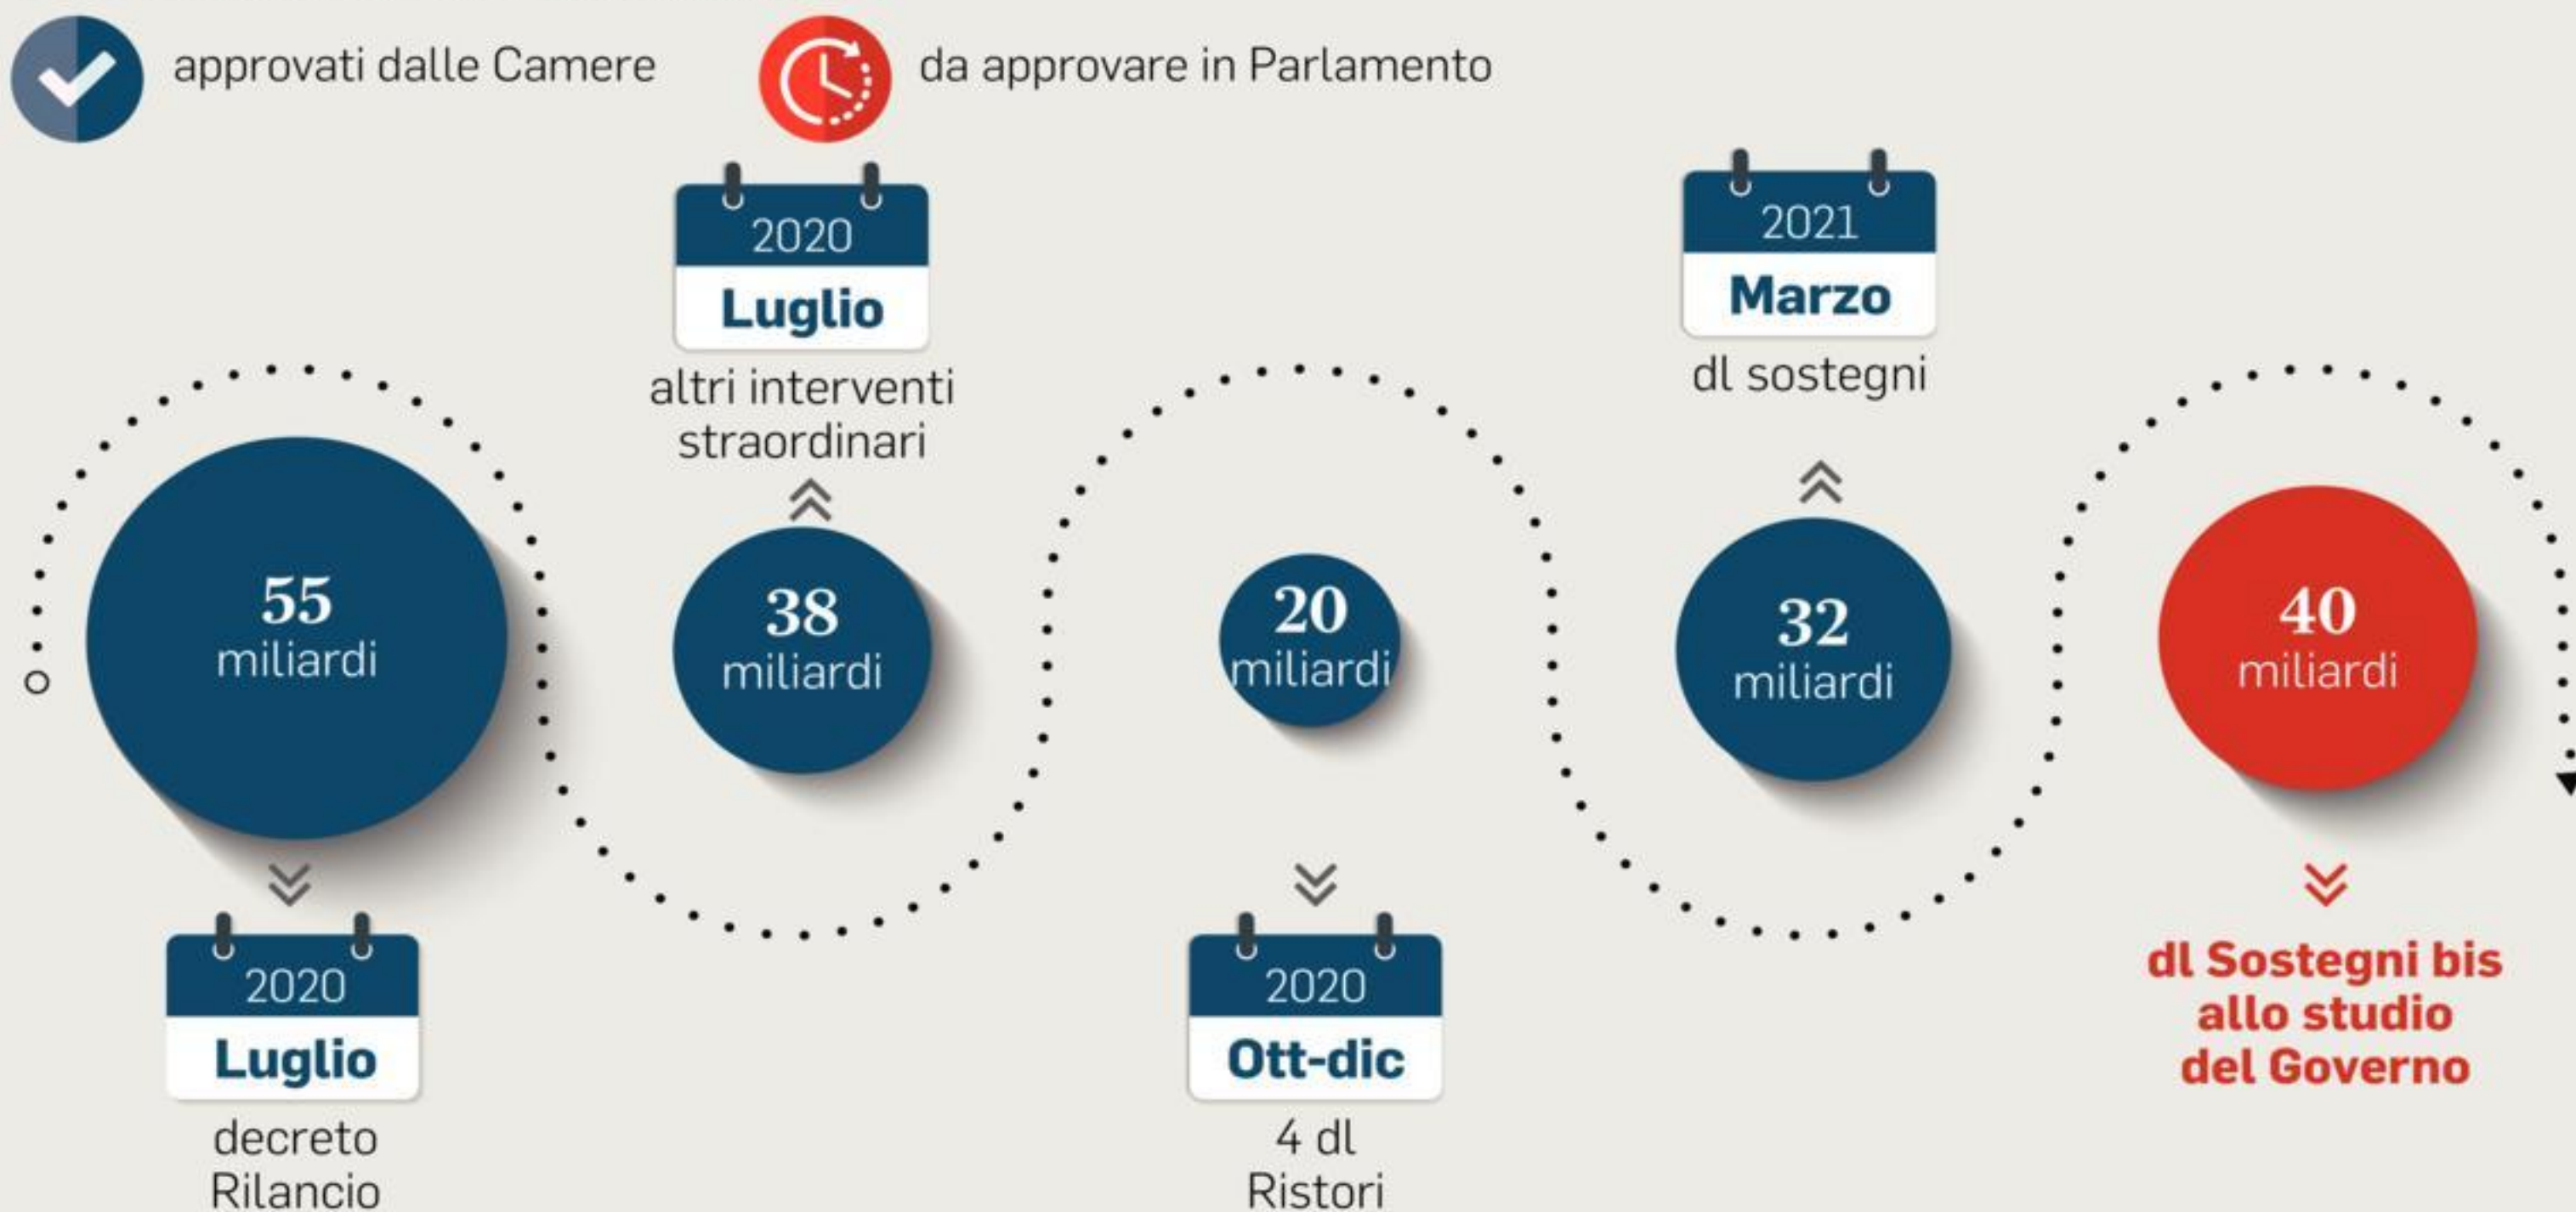 approvati dalle Camere
da approvare in Parlamento
55
miliardi
2020
Luglio
decreto
Rilancio
2020
Luglio
altri interventi
straordinari
38
miliardi
20
miliardi
2020
Ott-dic
4 dl
Ristori
2021
Marzo
dl sostegni
32
miliardi
40
miliardi
dl Sostegni bis
allo studio
del Governo